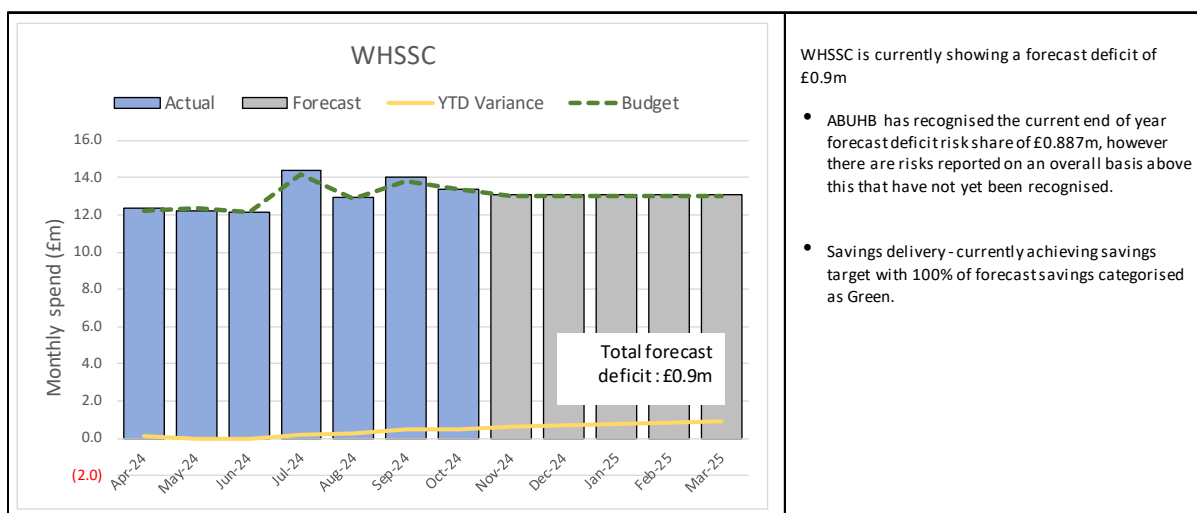 WHSSC
Actual Forecast YTD Variance Budget
Monthly spend (£m)
16.0
14.0
12.0
10.0
8.0
6.0
4.0
2.0
0.0
(2.0)
Total forecast
deficit : £0.9m
Apr-24 May-24 Jun-24 Jul-24 Aug-24 Sep-24 Oct-24 Nov-24 Dec-24 Jan-25 Feb-25 Mar-25
WHSSC is currently showing a forecast deficit of
£0.9m
• ABUHB has recognised the current end of year
forecast deficit risk share of £0.887m, however
there are risks reported on an overall basis above
this that have not yet been recognised.
• Savings delivery - currently achieving savings
target with 100% of forecast savings categorised
as Green.